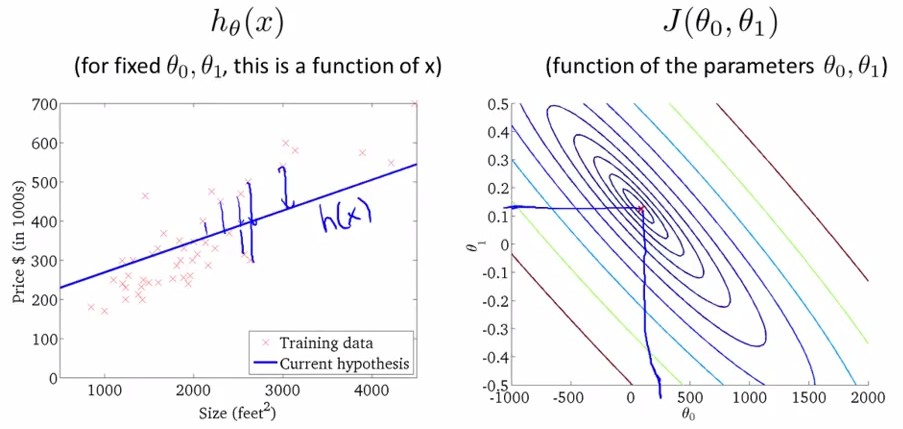 hθ(x)
(for fixed θ0, θ1, this is a function of x)
700
600
500
400
300
200
100
0
Price $ (in 1000s)
1000
2000
3000
4000
Size (feet²)
h(x)
Training data
Current hypothesis
J(θ0, θ1)
(function of the parameters θ0, θ1)
0.5
0.4
0.3
0.2
0.1
0
-0.1
-0.2
-0.3
-0.4
-0.5
θ1
-1000
-500
0
500
1000
1500
2000
θ0